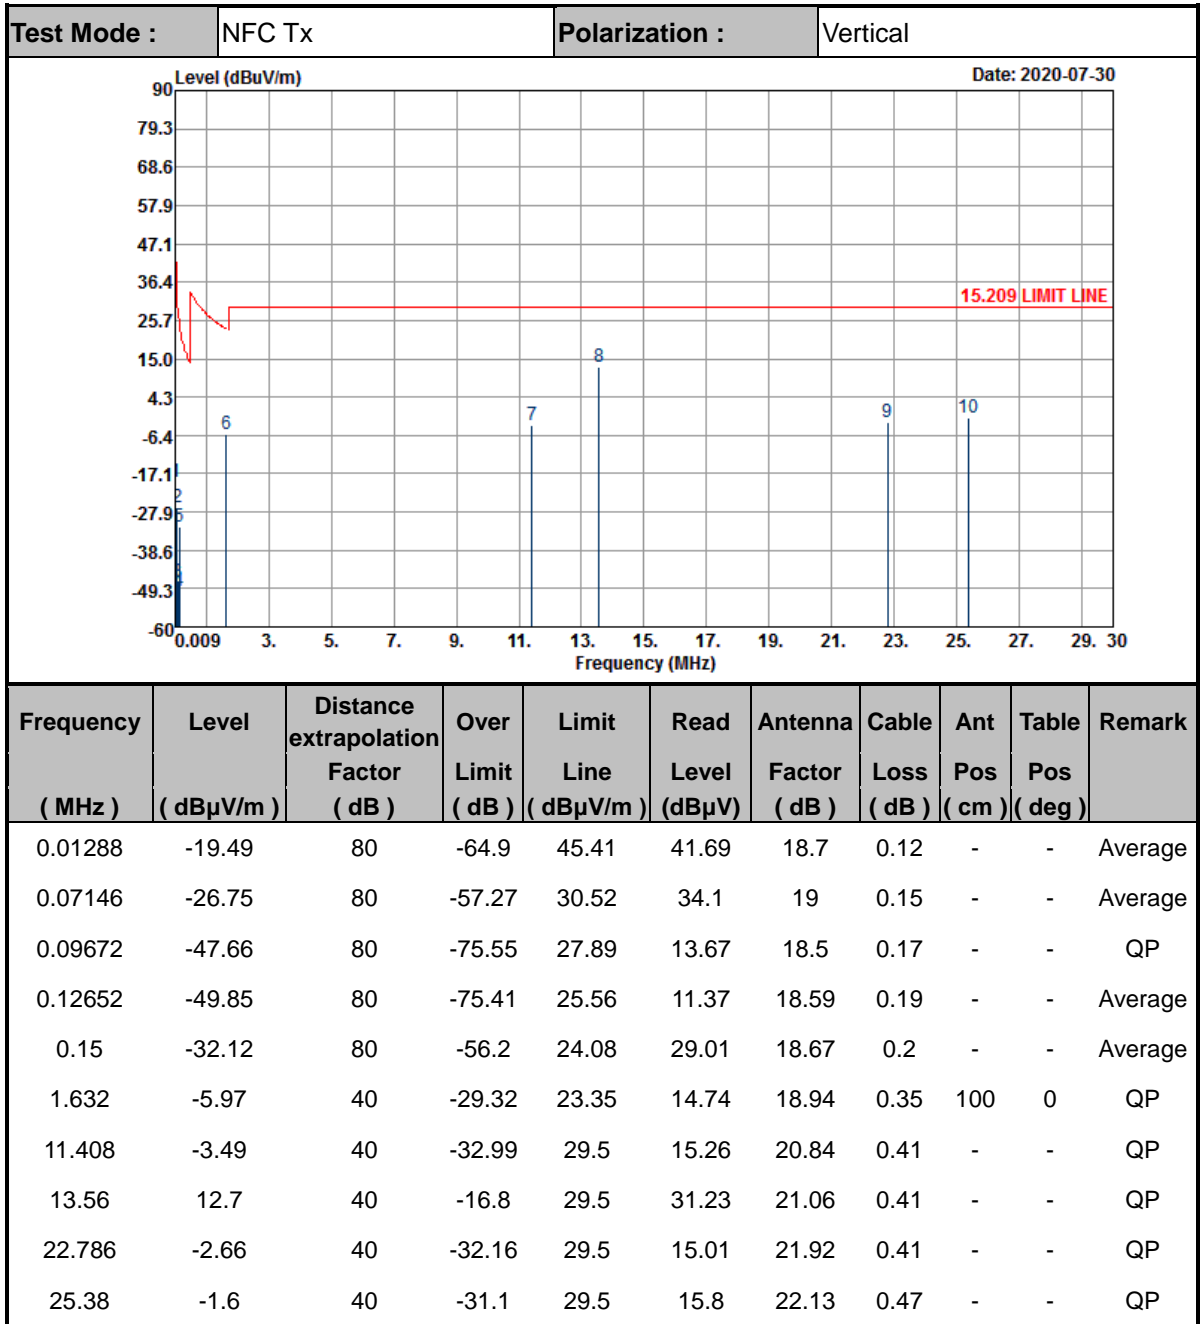 Test Mode : NFC Tx Polarization : Vertical
Level (dBuV/m) Date: 2020-07-30
90
79.3
68.6
57.9
47.1
36.4
15.209 LIMIT LINE
25.7
15.0
8
4.3
6 7 9 10
-6.4
-17.1
1
2
-27.9
5
-38.6
-49.3
-60
0.009 3. 5. 7. 9. 11. 13. 15. 17. 19. 21. 23. 25. 27. 29. 30
Frequency (MHz)
Frequency Level Distance extrapolation Over Limit Read Antenna Cable Ant Table Remark
Factor Limit Line Level Factor Loss Pos Pos
( MHz ) ( dBµV/m ) ( dB ) ( dB ) ( dBµV/m ) (dBµV) ( dB ) ( dB ) ( cm ) ( deg )
0.01288 -19.49 80 -64.9 45.41 41.69 18.7 0.12 - - Average
0.07146 -26.75 80 -57.27 30.52 34.1 19 0.15 - - Average
0.09672 -47.66 80 -75.55 27.89 13.67 18.5 0.17 - - QP
0.12652 -49.85 80 -75.41 25.56 11.37 18.59 0.19 - - Average
0.15 -32.12 80 -56.2 24.08 29.01 18.67 0.2 - - Average
1.632 -5.97 40 -29.32 23.35 14.74 18.94 0.35 100 0 QP
11.408 -3.49 40 -32.99 29.5 15.26 20.84 0.41 - - QP
13.56 12.7 40 -16.8 29.5 31.23 21.06 0.41 - - QP
22.786 -2.66 40 -32.16 29.5 15.01 21.92 0.41 - - QP
25.38 -1.6 40 -31.1 29.5 15.8 22.13 0.47 - - QP